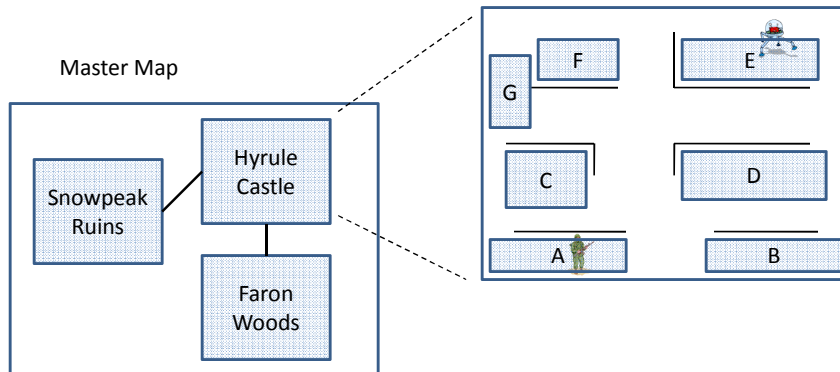 Master Map
Snowpeak
Ruins
Hyrule
Castle
Faron
Woods
F
E
G
C
D
A
B